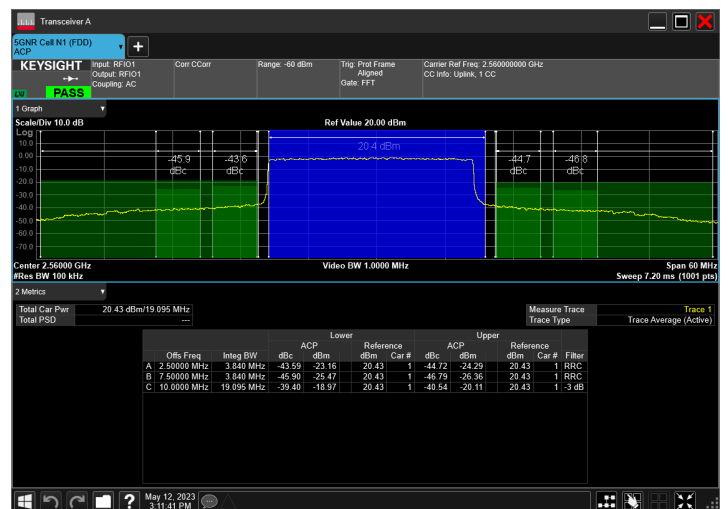 Transceiver A
5GNR Cell N1 (FDD)
ACP
KEYSIGHT
LXI
PASS
Input: RFIO1
Output: RFIO1
Coupling: AC
Corr CCorr
Range: -60 dBm
Trig: Prot Frame
Aligned
Gate: FFT
Carrier Ref Freq: 2.560000000 GHz
CC Info: Uplink, 1 CC
1 Graph
Scale/Div 10.0 dB
Ref Value 20.00 dBm
Log
10.0
0.00
-10.0
-20.0
-30.0
-40.0
-50.0
-60.0
-70.0
-45.9
dBc
-43.6
dBc
20.4 dBm
-44.7
dBc
-46.8
dBc
Center 2.56000 GHz
Video BW 1.0000 MHz
Span 60 MHz
#Res BW 100 kHz
Sweep 7.20 ms (1001 pts)
2 Metrics
Total Car Pwr 20.43 dBm/19.095 MHz
Total PSD ---
Measure Trace Trace 1
Trace Type Trace Average (Active)
Lower Upper
ACP Reference ACP Reference
Offs Freq Integ BW dBc dBm dBm Car # dBc dBm dBm Car # Filter
A 2.50000 MHz 3.840 MHz -43.59 -23.16 20.43 1 -44.72 -24.29 20.43 1 RRC
B 7.50000 MHz 3.840 MHz -45.90 -25.47 20.43 1 -46.79 -26.36 20.43 1 RRC
C 10.0000 MHz 19.095 MHz -39.40 -18.97 20.43 1 -40.54 -20.11 20.43 1 -3 dB
May 12, 2023
3:11:41 PM